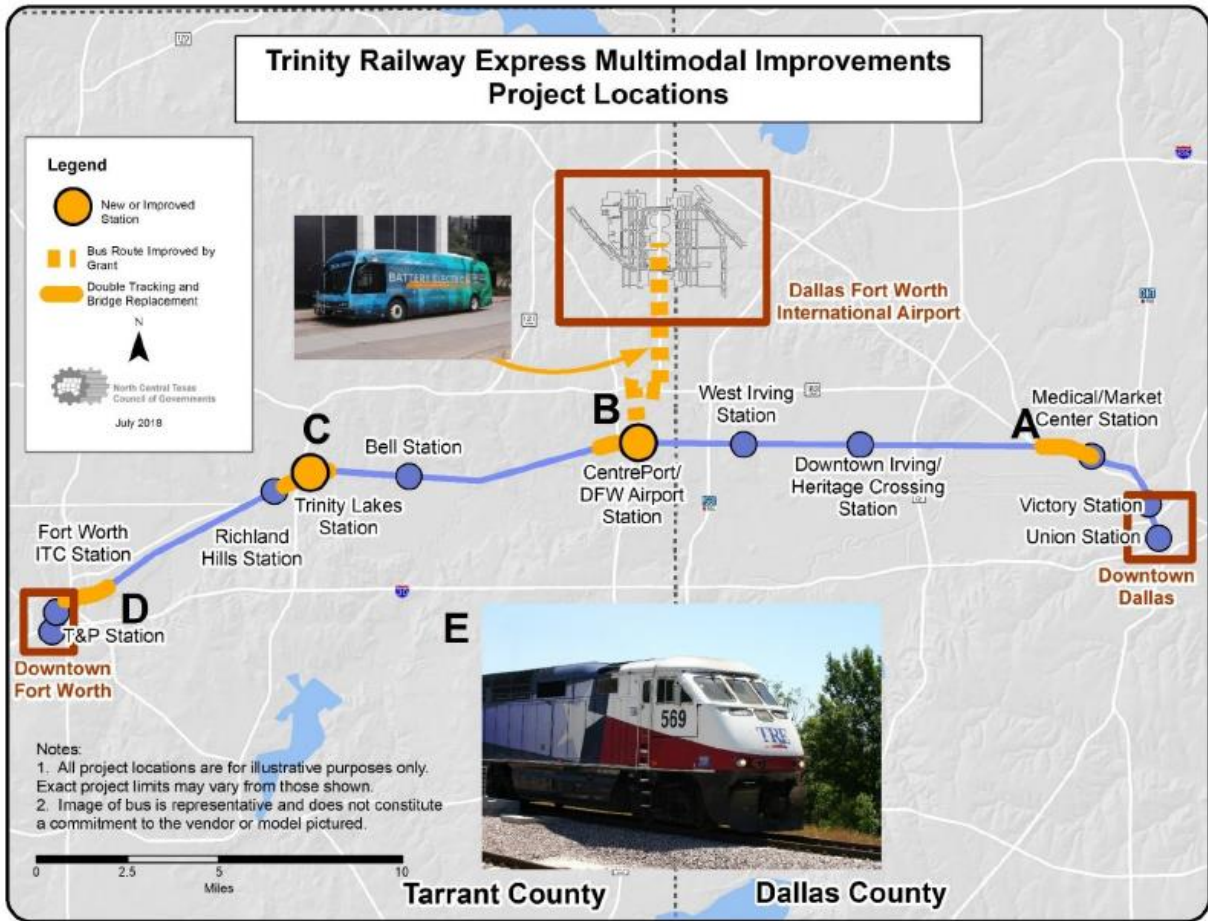 Trinity Railway Express Multimodal Improvements
Project Locations
Legend
New or Improved
Station
Bus Route Improved by
Grant
Double Tracking and
Bridge Replacement
N
North Central Texas
Council of Governments
July 2018
BATTERY ELECTRIC
Dallas Fort Worth
International Airport
121
183
B
West Irving
Station
Medical/Market
Center Station
A
C
Bell Station
CentrePort/
DFW Airport
Station
Downtown Irving/
Heritage Crossing
Station
Trinity Lakes
Station
Victory Station
Union Station
Fort Worth
ITC Station
Richland
Hills Station
D
T&P Station
Downtown
Dallas
Downtown
Fort Worth
E
569
TRE
Notes:
1. All project locations are for illustrative purposes only.
Exact project limits may vary from those shown.
2. Image of bus is representative and does not constitute
a commitment to the vendor or model pictured.
0 2.5 5 10
Miles
Tarrant County
Dallas County